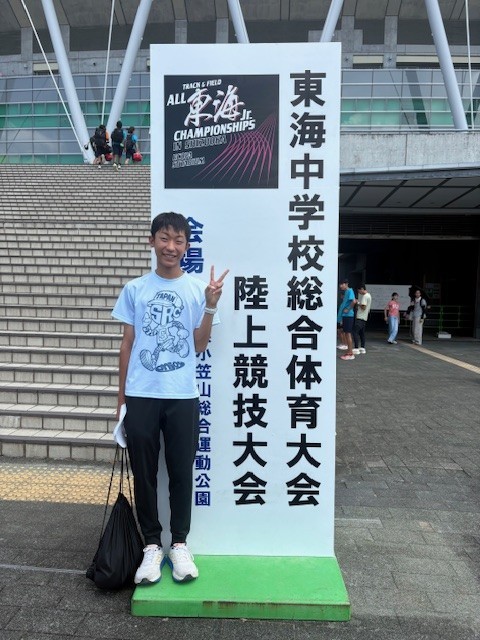 東海中学校総合体育大会
陸上競技大会
会場
小笠山総合運動公園
TRACK & FIELD
ALL 東海 Jr.
CHAMPIONSHIPS
IN SHIZUOKA
JAPAN
SRC